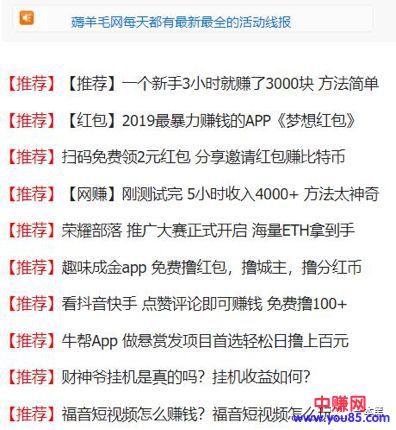 薅羊毛网每天都有最新最全的活动线报
【推荐】【推荐】一个新手3小时就赚了3000块 方法简单
【推荐】【红包】2019最暴力赚钱的APP《梦想红包》
【推荐】扫码免费领2元红包 分享邀请红包赚比特币
【推荐】【网赚】刚测试完 5小时收入4000+ 方法太神奇
【推荐】荣耀部落 推广大赛正式开启 海量ETH拿到手
【推荐】趣味成金app 免费撸红包，撸城主，撸分红币
【推荐】看抖音快手 点赞评论即可赚钱 免费撸100+
【推荐】牛帮App 做悬赏发项目首选轻松日撸上百元
【推荐】财神爷挂机是真的吗？挂机收益如何？
中赚网
【推荐】福音短视频怎么赚钱？福音短视频怎么玩
www.you85.com